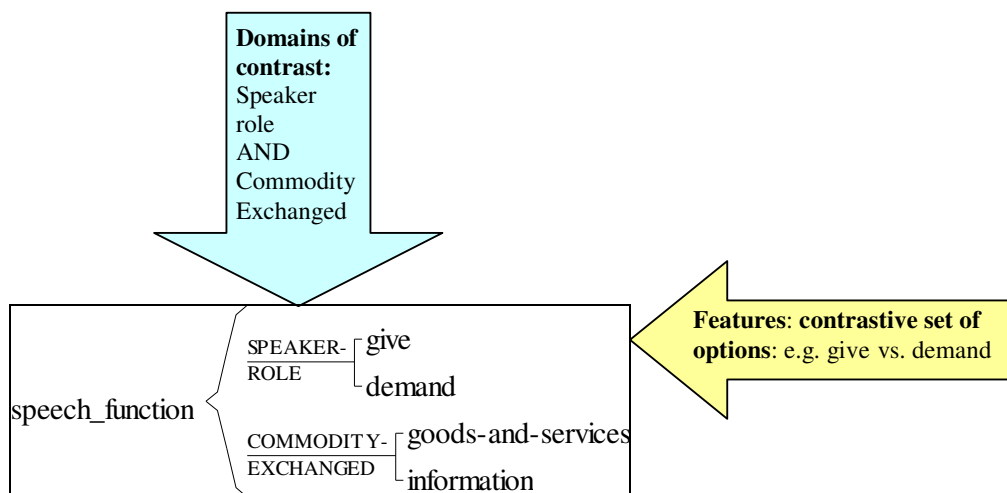 Domains of
contrast:
Speaker
role
AND
Commodity
Exchanged
Features: contrastive set of
options: e.g. give vs. demand
speech_function
SPEAKER-
ROLE
give
demand
COMMODITY-
EXCHANGED
goods-and-services
information